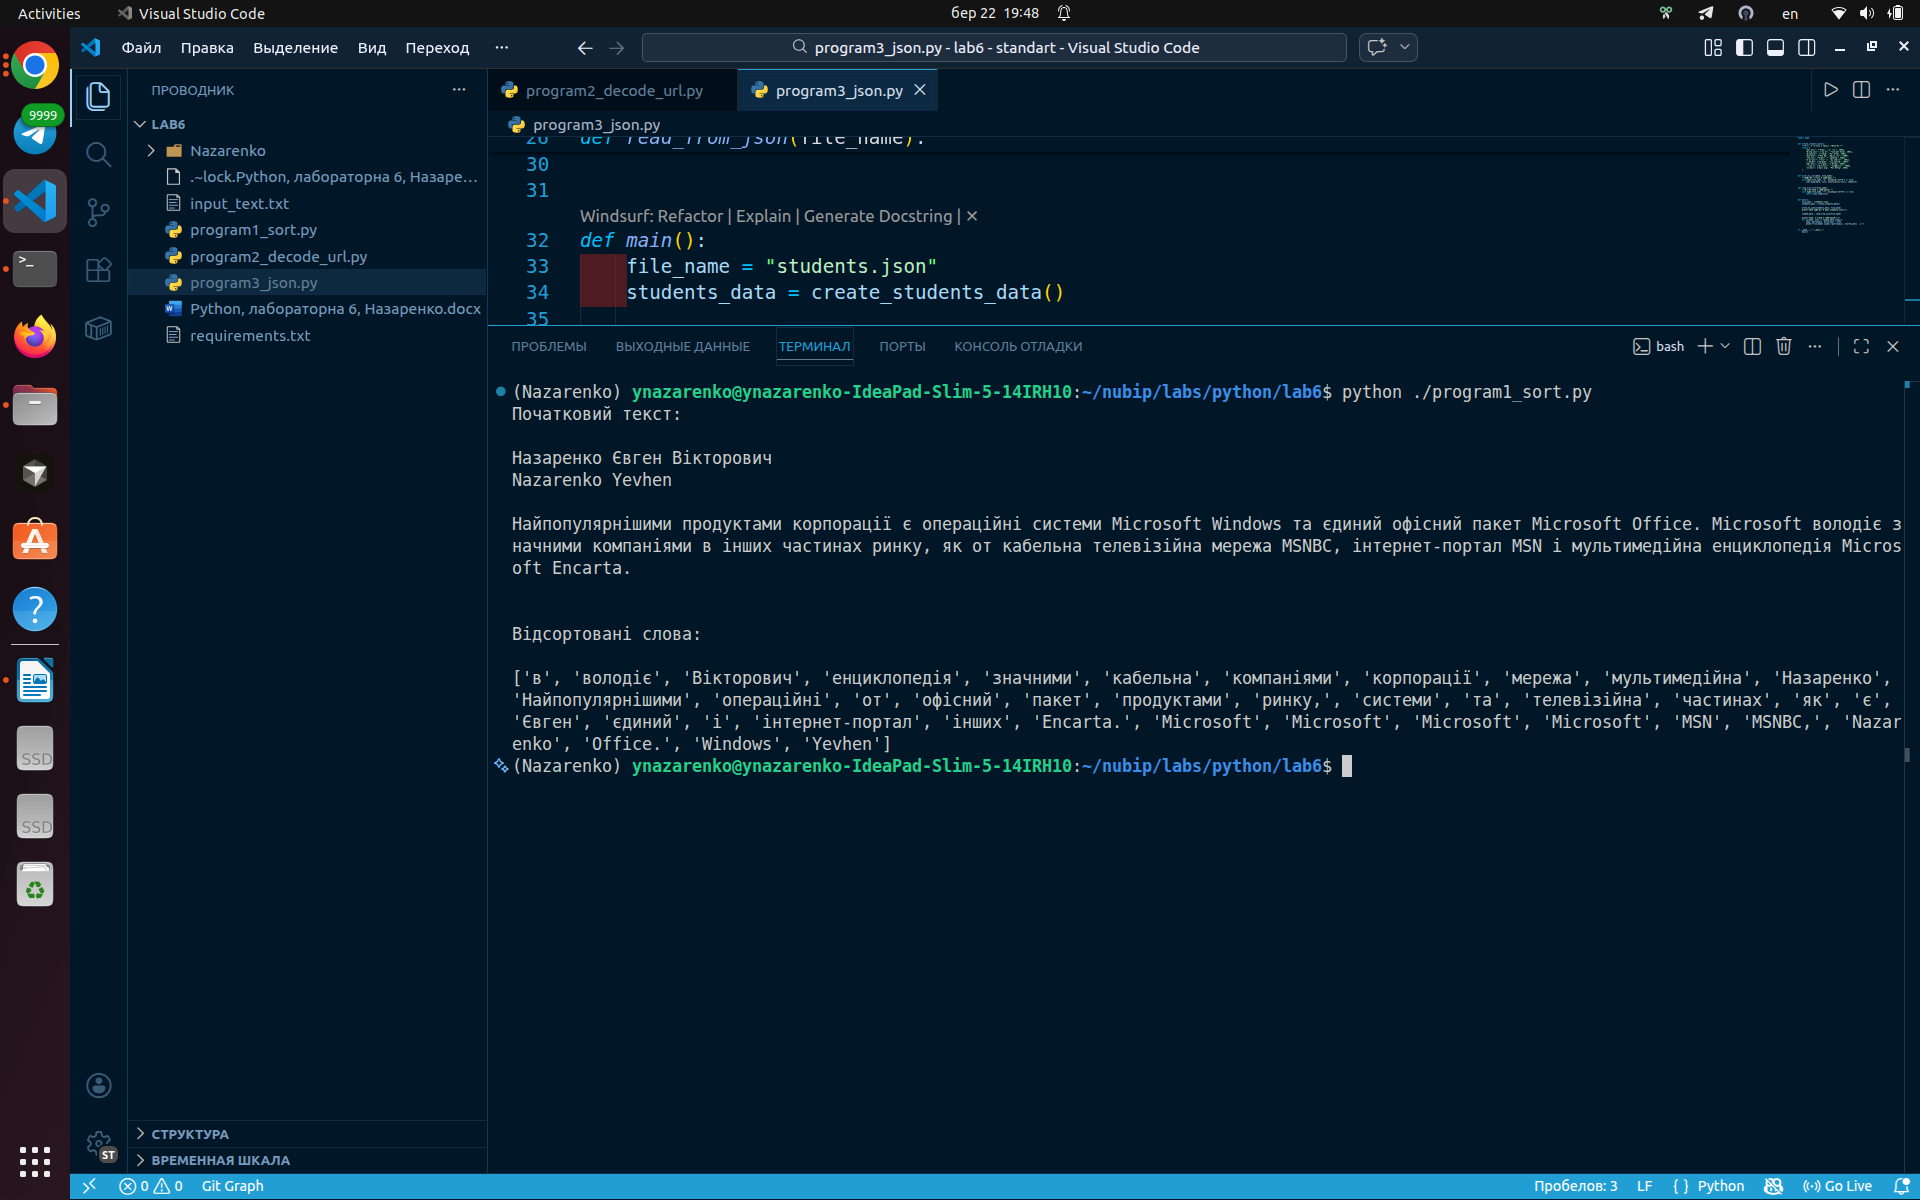 Activities
Visual Studio Code
бер 22 19:48
en
Файл Правка Выделение Вид Переход ···
program3_json.py - lab6 - standart - Visual Studio Code
9999
ПРОВОДНИК
LAB6
Nazarenko
.~lock.Python, лабораторна 6, Назаре...
input_text.txt
program1_sort.py
program2_decode_url.py
program3_json.py
Python, лабораторна 6, Назаренко.docx
requirements.txt
СТРУКТУРА
ВРЕМЕННАЯ ШКАЛА
program2_decode_url.py
program3_json.py
program3_json.py
26 def read_from_json(file_name):
30
31
Windsurf: Refactor | Explain | Generate Docstring | ✕
32 def main():
33 file_name = "students.json"
34 students_data = create_students_data()
35
ПРОБЛЕМЫ ВЫХОДНЫЕ ДАННЫЕ ТЕРМИНАЛ ПОРТЫ КОНСОЛЬ ОТЛАДКИ
bash
(Nazarenko) ynazarenko@ynazarenko-IdeaPad-Slim-5-14IRH10:~/nubip/labs/python/lab6$ python ./program1_sort.py
Початковий текст:
Назаренко Євген Вікторович
Nazarenko Yevhen
Найпопулярнішими продуктами корпорації є операційні системи Microsoft Windows та єдиний офісний пакет Microsoft Office. Microsoft володіє з
начними компаніями в інших частинах ринку, як от кабельна телевізійна мережа MSNBC, інтернет-портал MSN і мультимедійна енциклопедія Micros
oft Encarta.
Відсортовані слова:
['в', 'володіє', 'Вікторович', 'енциклопедія', 'значними', 'кабельна', 'компаніями', 'корпорації', 'мережа', 'мультимедійна', 'Назаренко',
'Найпопулярнішими', 'операційні', 'от', 'офісний', 'пакет', 'продуктами', 'ринку,', 'системи', 'та', 'телевізійна', 'частинах', 'як', 'є',
'Євген', 'єдиний', 'і', 'інтернет-портал', 'інших', 'Encarta.', 'Microsoft', 'Microsoft', 'Microsoft', 'Microsoft', 'MSN', 'MSNBC,', 'Nazar
enko', 'Office.', 'Windows', 'Yevhen']
(Nazarenko) ynazarenko@ynazarenko-IdeaPad-Slim-5-14IRH10:~/nubip/labs/python/lab6$
SSD
SSD
ST
0 0 Git Graph
Пробелов: 3 LF { } Python Go Live